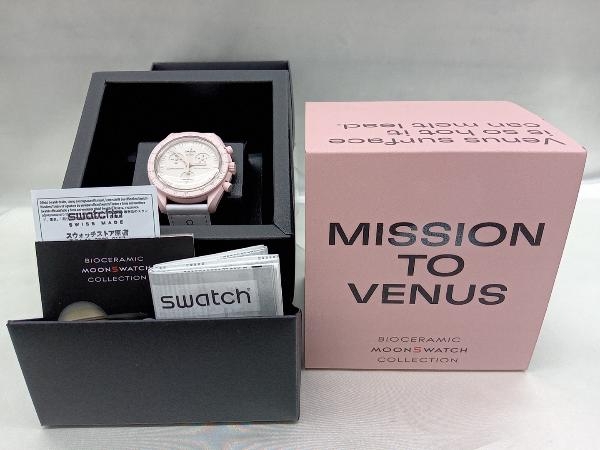 swatch
SWISS MADE
スウォッチストア原宿
BIOCERAMIC
MOONSWATCH
COLLECTION
swatch
Venus surface
is so hot it
can melt lead.
MISSION
TO
VENUS
BIOCERAMIC
MOONSWATCH
COLLECTION